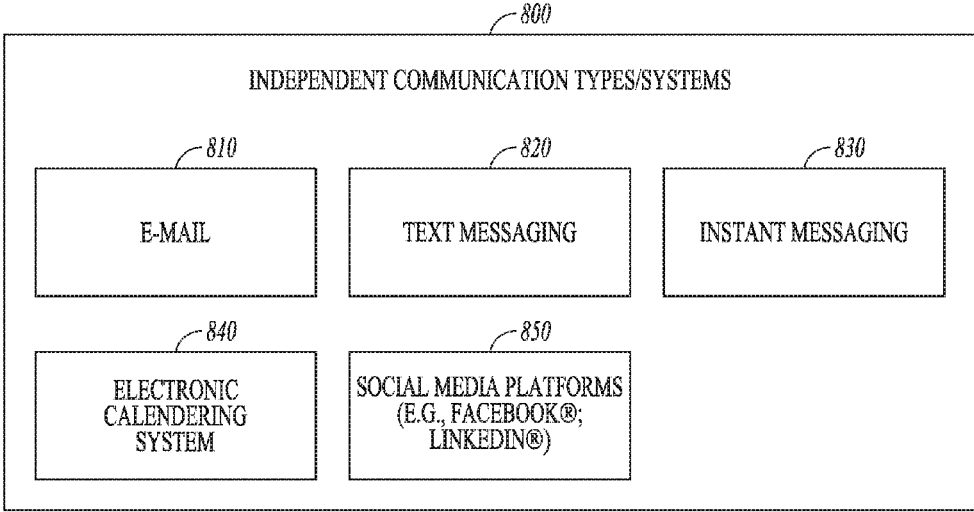 800
INDEPENDENT COMMUNICATION TYPES/SYSTEMS
810
E-MAIL
820
TEXT MESSAGING
830
INSTANT MESSAGING
840
ELECTRONIC
CALENDERING
SYSTEM
850
SOCIAL MEDIA PLATFORMS
(E.G., FACEBOOK®;
LINKEDIN®)